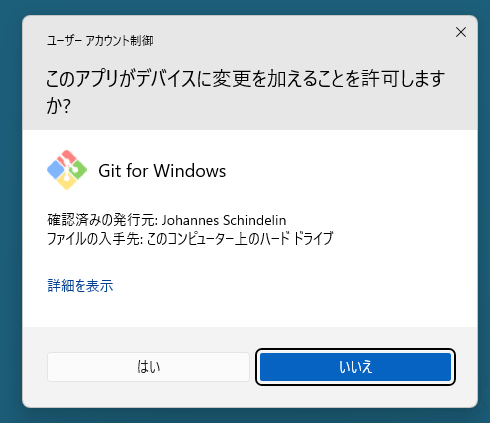 ユーザー アカウント制御
このアプリがデバイスに変更を加えることを許可します
か?
Git for Windows
確認済みの発行元: Johannes Schindelin
ファイルの入手先: このコンピューター上のハード ドライブ
詳細を表示
はい
いいえ